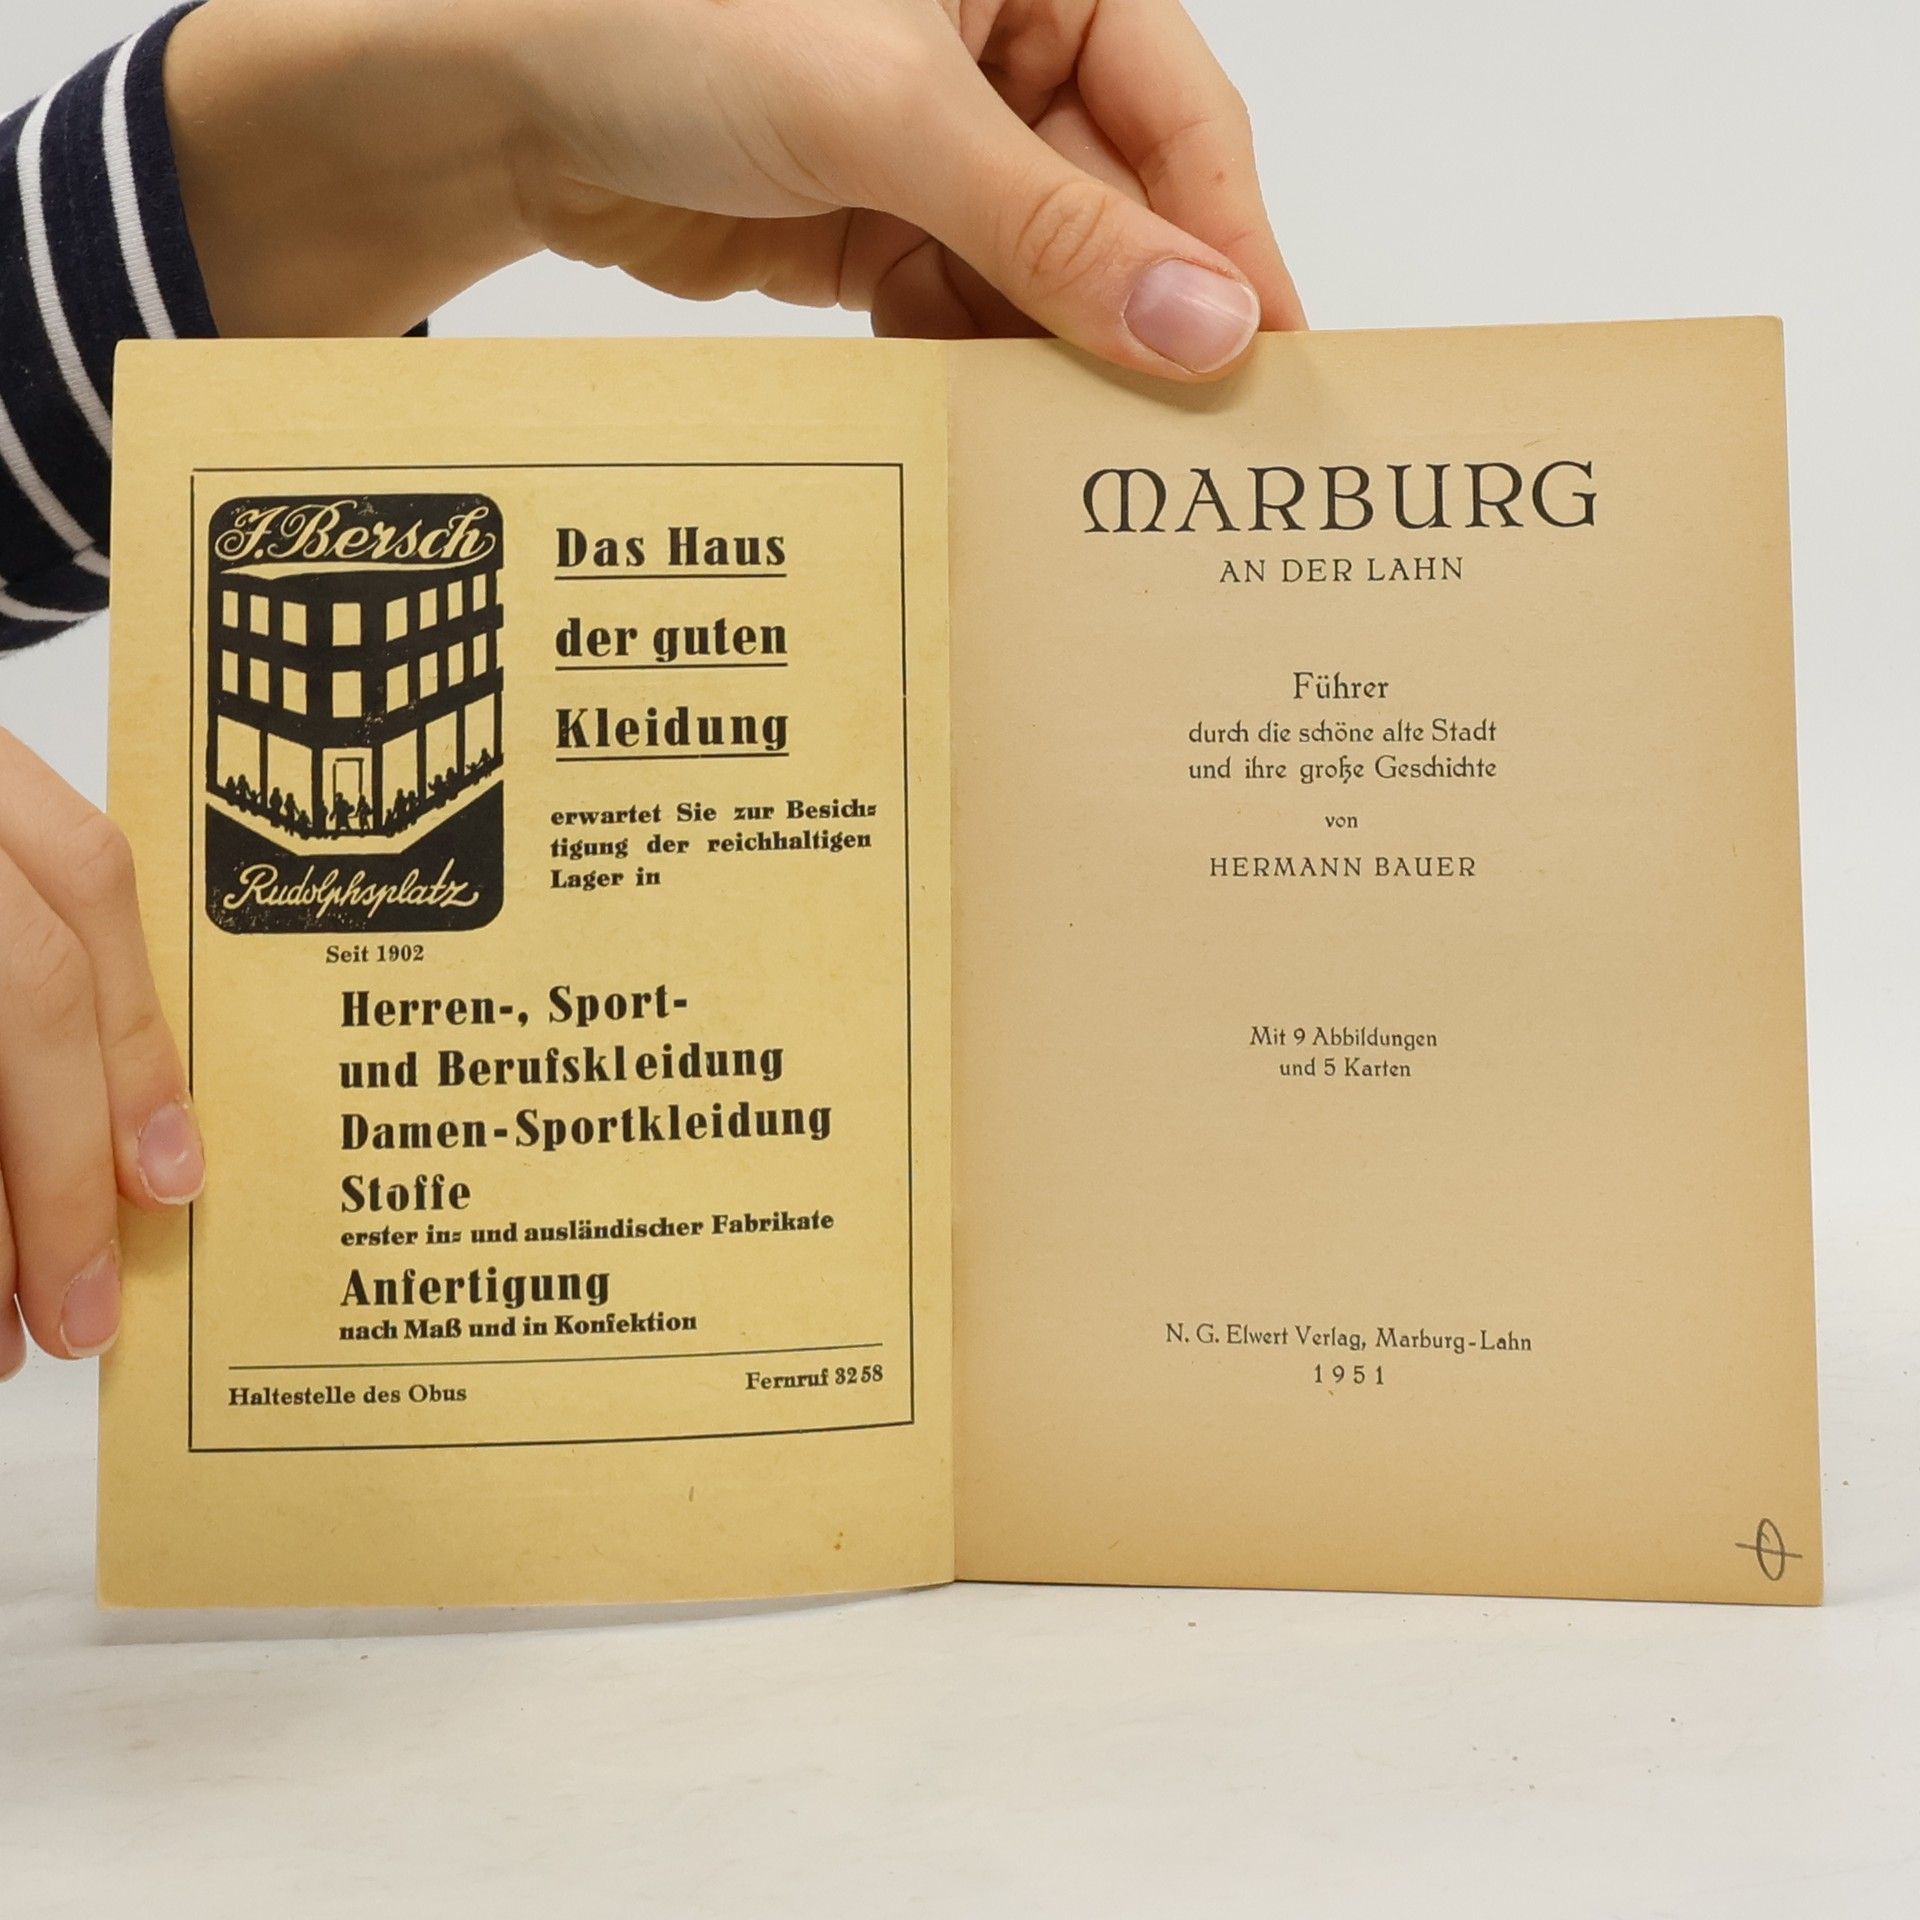 J. Bersch
Rudolphsplatz
Seit 1902
Das Haus
der guten
Kleidung
erwartet Sie zur Besich-
tigung der reichhaltigen
Lager in
Herren-, Sport-
und Berufskleidung
Damen-Sportkleidung
Stoffe
erster in- und ausländischer Fabrikate
Anfertigung
nach Maß und in Konfektion
Haltestelle des Obus
Fernruf 3258
MARBURG
AN DER LAHN
Führer
durch die schöne alte Stadt
und ihre große Geschichte
von
HERMANN BAUER
Mit 9 Abbildungen
und 5 Karten
N. G. Elwert Verlag, Marburg-Lahn
1951